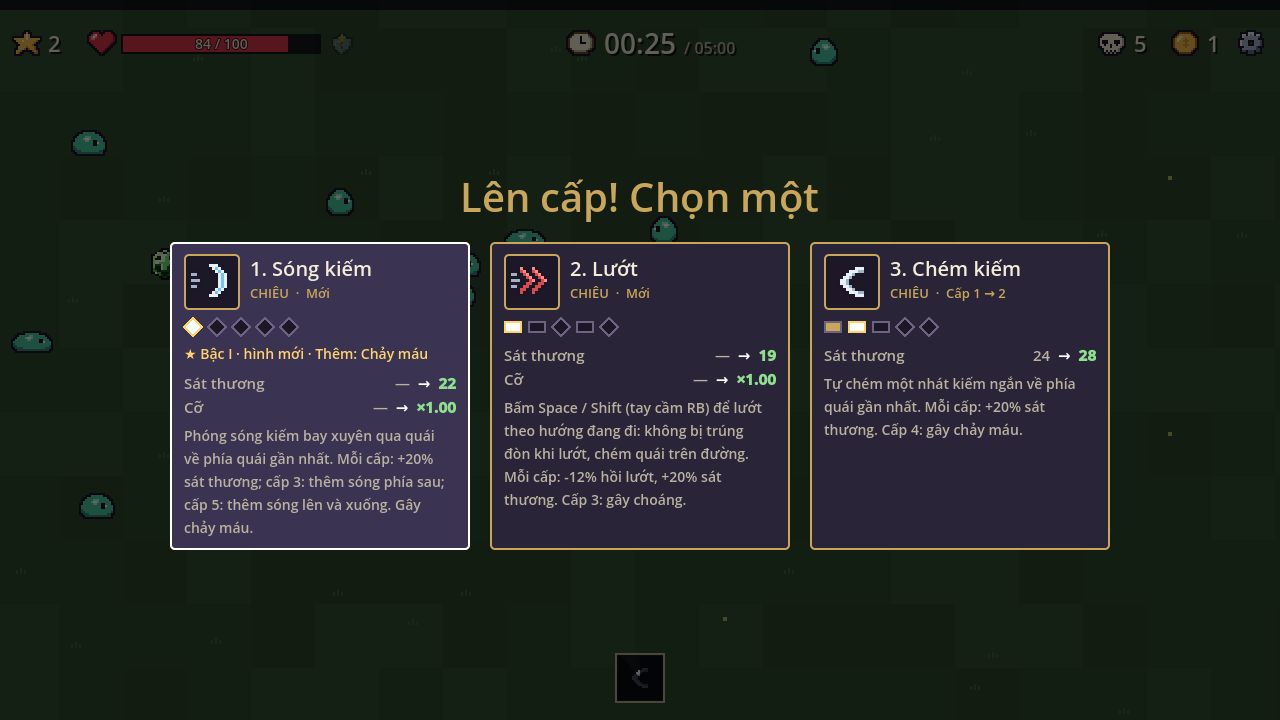 2
84 / 100
00:25 / 05:00
5
1
Lên cấp! Chọn một
1. Sóng kiếm
CHIÊU · Mới
★ Bậc I · hình mới · Thêm: Chảy máu
Sát thương — → 22
Cỡ — → ×1.00
Phóng sóng kiếm bay xuyên qua quái
về phía quái gần nhất. Mỗi cấp: +20%
sát thương; cấp 3: thêm sóng phía sau;
cấp 5: thêm sóng lên và xuống. Gây
chảy máu.
2. Lướt
CHIÊU · Mới
Sát thương — → 19
Cỡ — → ×1.00
Bấm Space / Shift (tay cầm RB) để lướt
theo hướng đang đi: không bị trúng
đòn khi lướt, chém quái trên đường.
Mỗi cấp: -12% hồi lướt, +20% sát
thương. Cấp 3: gây choáng.
3. Chém kiếm
CHIÊU · Cấp 1 → 2
Sát thương 24 → 28
Tự chém một nhát kiếm ngắn về phía
quái gần nhất. Mỗi cấp: +20% sát
thương. Cấp 4: gây chảy máu.